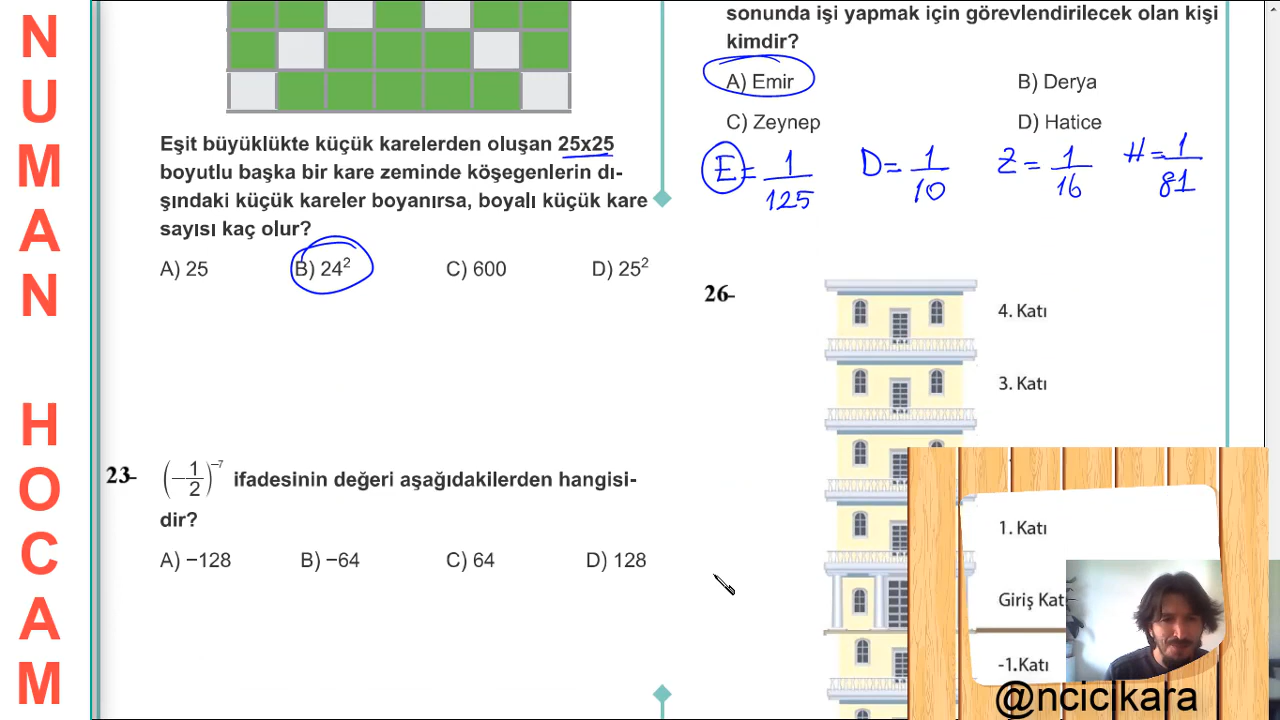 NUMAN HOCAM
Eşit büyüklükte küçük karelerden oluşan 25x25
boyutlu başka bir kare zeminde köşegenlerin dı-
şındaki küçük kareler boyanırsa, boyalı küçük kare
sayısı kaç olur?
A) 25 B) 24² C) 600 D) 25²
23- (−1/2)⁻⁷ ifadesinin değeri aşağıdakilerden hangisi-
dir?
A) −128 B) −64 C) 64 D) 128
sonunda işi yapmak için görevlendirilecek olan kişi
kimdir?
A) Emir B) Derya
C) Zeynep D) Hatice
E = 1/125 D = 1/10 Z = 1/16 H = 1/81
26-
4. Katı
3. Katı
1. Katı
Giriş Kat
-1.Katı
@ncicikara